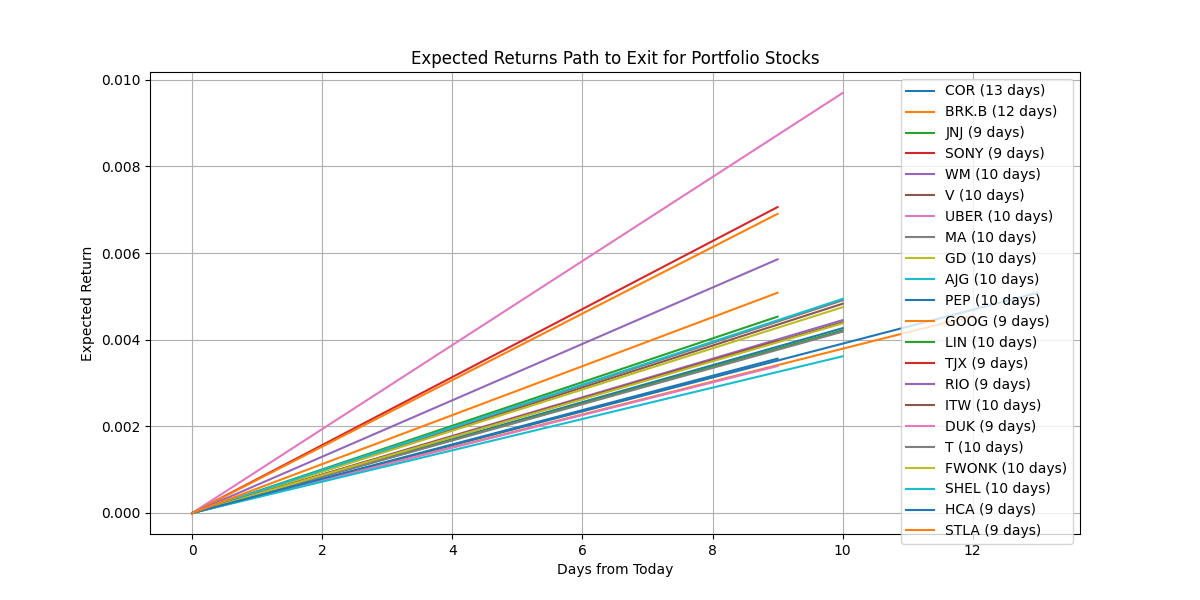 Expected Returns Path to Exit for Portfolio Stocks
Expected Return
0.010
0.008
0.006
0.004
0.002
0.000
0
2
4
6
8
10
12
Days from Today
COR (13 days)
BRK.B (12 days)
JNJ (9 days)
SONY (9 days)
WM (10 days)
V (10 days)
UBER (10 days)
MA (10 days)
GD (10 days)
AJG (10 days)
PEP (10 days)
GOOG (9 days)
LIN (10 days)
TJX (9 days)
RIO (9 days)
ITW (10 days)
DUK (9 days)
T (10 days)
FWONK (10 days)
SHEL (10 days)
HCA (9 days)
STLA (9 days)